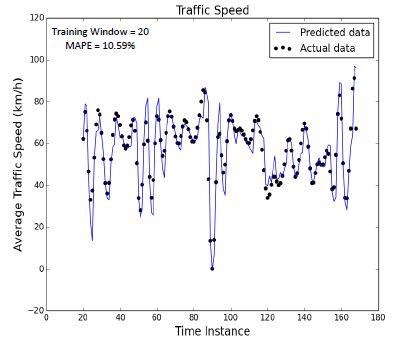 Traffic Speed
Training Window = 20
MAPE = 10.59%
Predicted data
Actual data
Average Traffic Speed (km/h)
100
80
60
40
20
0
−20
0 20 40 60 80 100 120 140 160 180
Time Instance